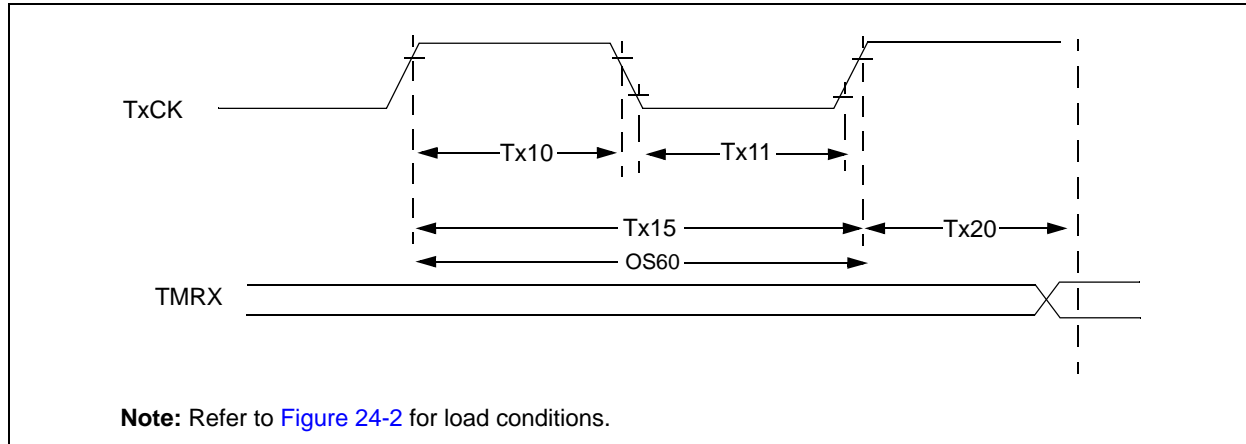 TxCK
Tx10
Tx11
Tx15
Tx20
OS60
TMRX
Note: Refer to Figure 24-2 for load conditions.